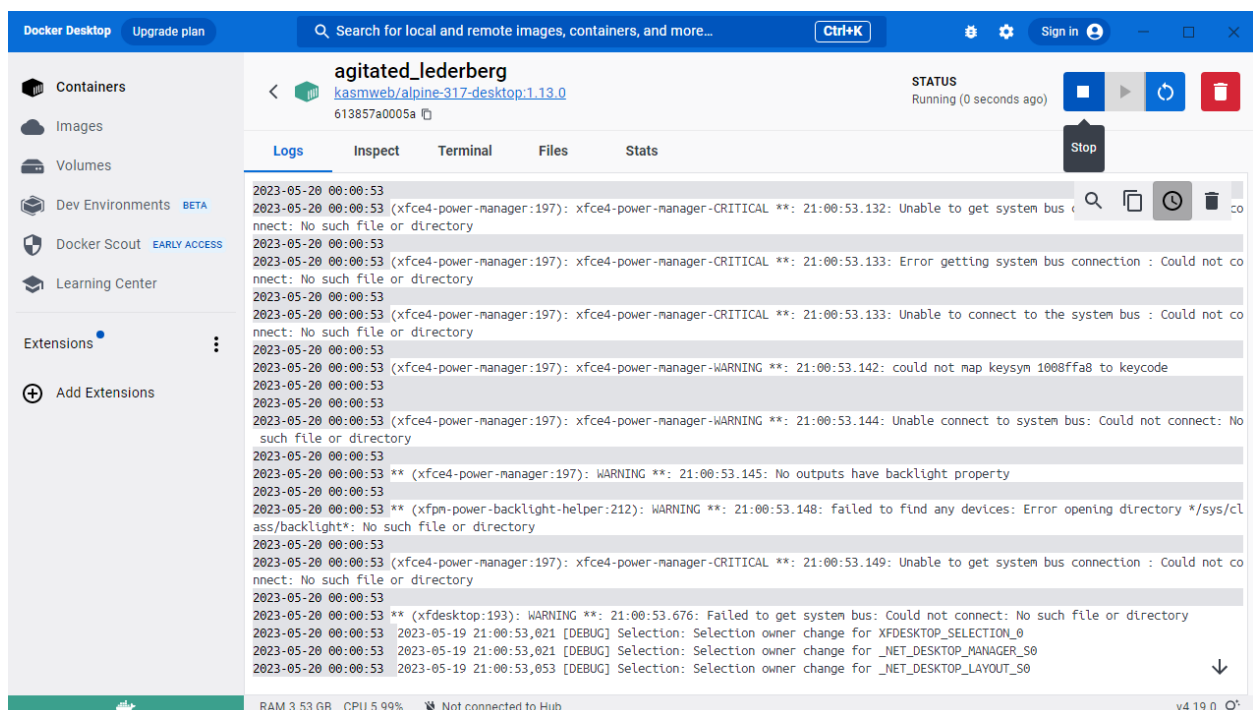 Docker Desktop Upgrade plan Search for local and remote images, containers, and more... Ctrl+K Sign in
Containers
Images
Volumes
Dev Environments BETA
Docker Scout EARLY ACCESS
Learning Center
Extensions
Add Extensions
agitated_lederberg
kasmweb/alpine-317-desktop:1.13.0
613857a0005a
STATUS
Running (0 seconds ago)
Stop
Logs Inspect Terminal Files Stats
2023-05-20 00:00:53
2023-05-20 00:00:53 (xfce4-power-manager:197): xfce4-power-manager-CRITICAL **: 21:00:53.132: Unable to get system bus co
nnect: No such file or directory
2023-05-20 00:00:53
2023-05-20 00:00:53 (xfce4-power-manager:197): xfce4-power-manager-CRITICAL **: 21:00:53.133: Error getting system bus connection : Could not co
nnect: No such file or directory
2023-05-20 00:00:53
2023-05-20 00:00:53 (xfce4-power-manager:197): xfce4-power-manager-CRITICAL **: 21:00:53.133: Unable to connect to the system bus : Could not co
nnect: No such file or directory
2023-05-20 00:00:53
2023-05-20 00:00:53 (xfce4-power-manager:197): xfce4-power-manager-WARNING **: 21:00:53.142: could not map keysym 1008ffa8 to keycode
2023-05-20 00:00:53
2023-05-20 00:00:53
2023-05-20 00:00:53 (xfce4-power-manager:197): xfce4-power-manager-WARNING **: 21:00:53.144: Unable connect to system bus: Could not connect: No
such file or directory
2023-05-20 00:00:53
2023-05-20 00:00:53 ** (xfce4-power-manager:197): WARNING **: 21:00:53.145: No outputs have backlight property
2023-05-20 00:00:53
2023-05-20 00:00:53 ** (xfpm-power-backlight-helper:212): WARNING **: 21:00:53.148: failed to find any devices: Error opening directory */sys/cl
ass/backlight*: No such file or directory
2023-05-20 00:00:53
2023-05-20 00:00:53 (xfce4-power-manager:197): xfce4-power-manager-CRITICAL **: 21:00:53.149: Unable to get system bus connection : Could not co
nnect: No such file or directory
2023-05-20 00:00:53
2023-05-20 00:00:53 ** (xfdesktop:193): WARNING **: 21:00:53.676: Failed to get system bus: Could not connect: No such file or directory
2023-05-20 00:00:53 2023-05-19 21:00:53,021 [DEBUG] Selection: Selection owner change for XFDESKTOP_SELECTION_0
2023-05-20 00:00:53 2023-05-19 21:00:53,021 [DEBUG] Selection: Selection owner change for _NET_DESKTOP_MANAGER_S0
2023-05-20 00:00:53 2023-05-19 21:00:53,053 [DEBUG] Selection: Selection owner change for _NET_DESKTOP_LAYOUT_S0
RAM 3.53 GB CPU 5.99% Not connected to Hub v4.19.0